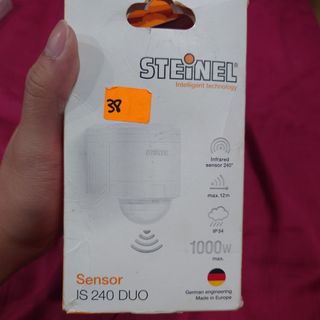 STEINEL
Intelligent technology
38
STEINEL
Infrared
sensor 240°
max. 12m
IP 54
1000W
max.
Sensor
IS 240 DUO
German engineering
Made in Europe